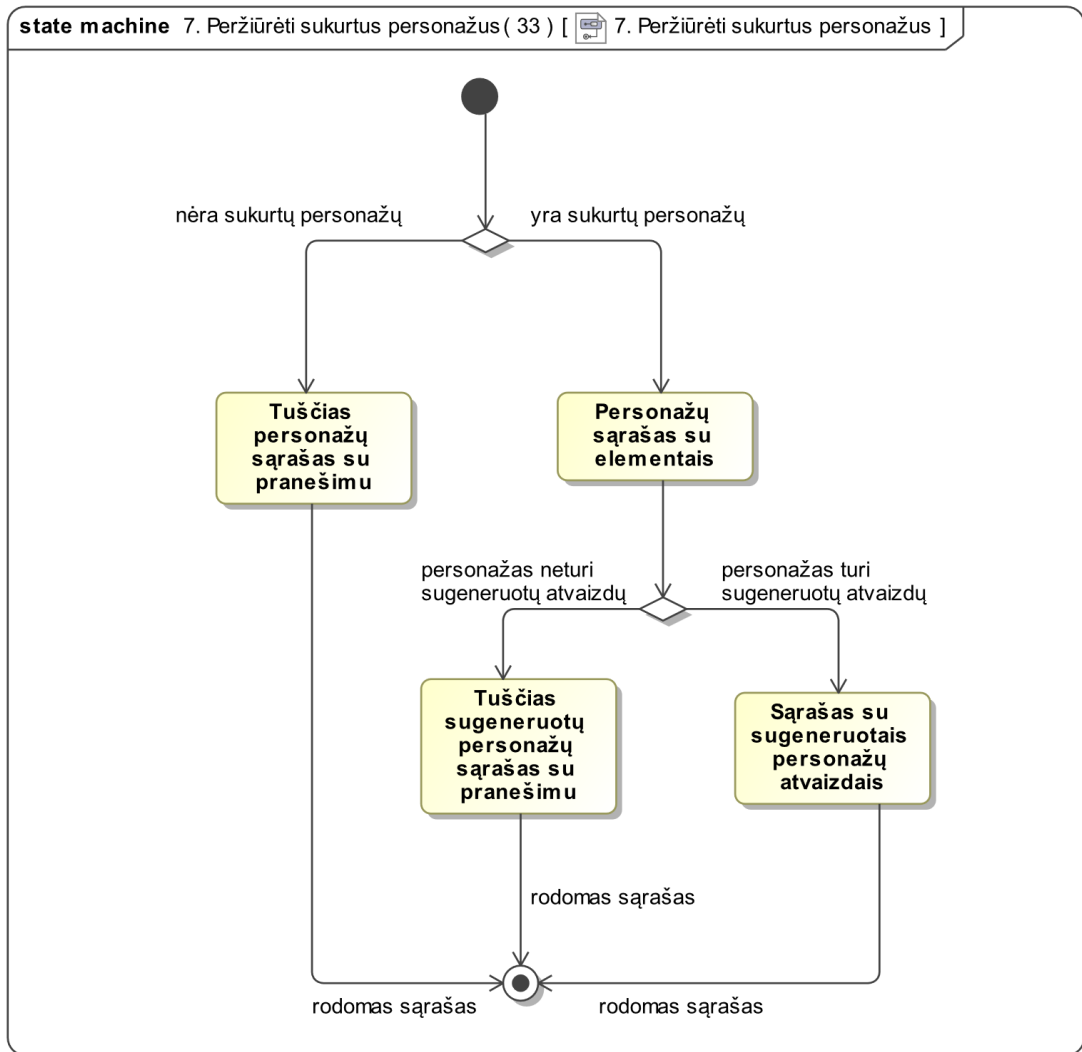 state machine 7. Peržiūrėti sukurtus personažus( 33 ) [ 7. Peržiūrėti sukurtus personažus ]
nėra sukurtų personažų
yra sukurtų personažų
Tuščias
personažų
sąrašas su
pranešimu
Personažų
sąrašas su
elementais
personažas neturi
sugeneruotų atvaizdų
personažas turi
sugeneruotų atvaizdų
Tuščias
sugeneruotų
personažų
sąrašas su
pranešimu
Sąrašas su
sugeneruotais
personažų
atvaizdais
rodomas sąrašas
rodomas sąrašas
rodomas sąrašas